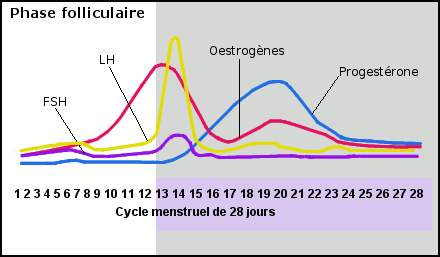 Phase folliculaire
Oestrogènes
LH
Progestérone
FSH
1 2 3 4 5 6 7 8 9 10 11 12 13 14 15 16 17 18 19 20 21 22 23 24 25 26 27 28
Cycle menstruel de 28 jours